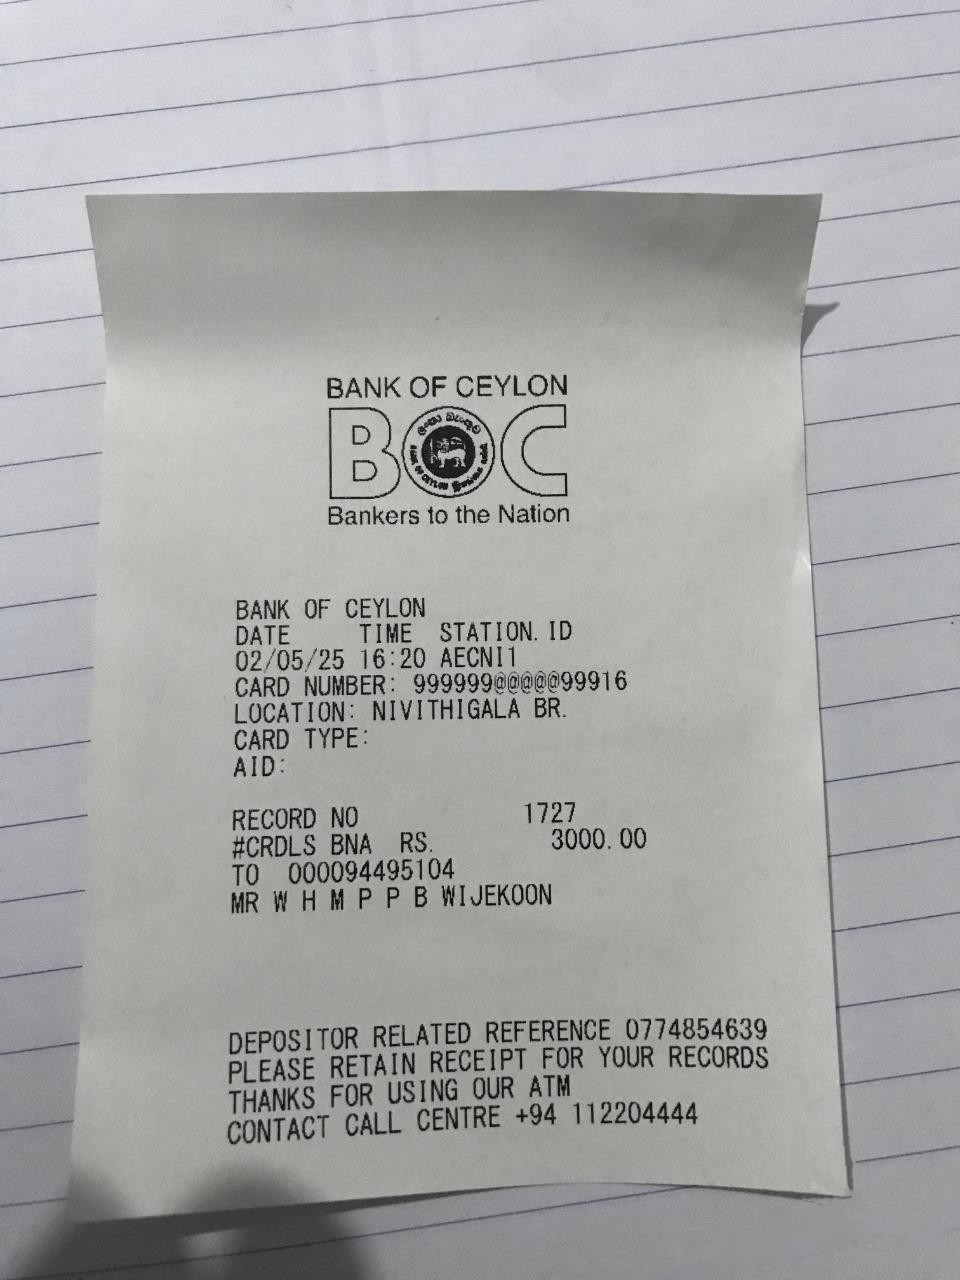 BANK OF CEYLON
BOC
Bankers to the Nation
BANK OF CEYLON
DATE TIME STATION. ID
02/05/25 16:20 AECNI1
CARD NUMBER: 999999@@@@@99916
LOCATION: NIVITHIGALA BR.
CARD TYPE:
AID:
RECORD NO 1727
#CRDLS BNA RS. 3000.00
TO 000094495104
MR W H M P P B WIJEKOON
DEPOSITOR RELATED REFERENCE 0774854639
PLEASE RETAIN RECEIPT FOR YOUR RECORDS
THANKS FOR USING OUR ATM
CONTACT CALL CENTRE +94 112204444